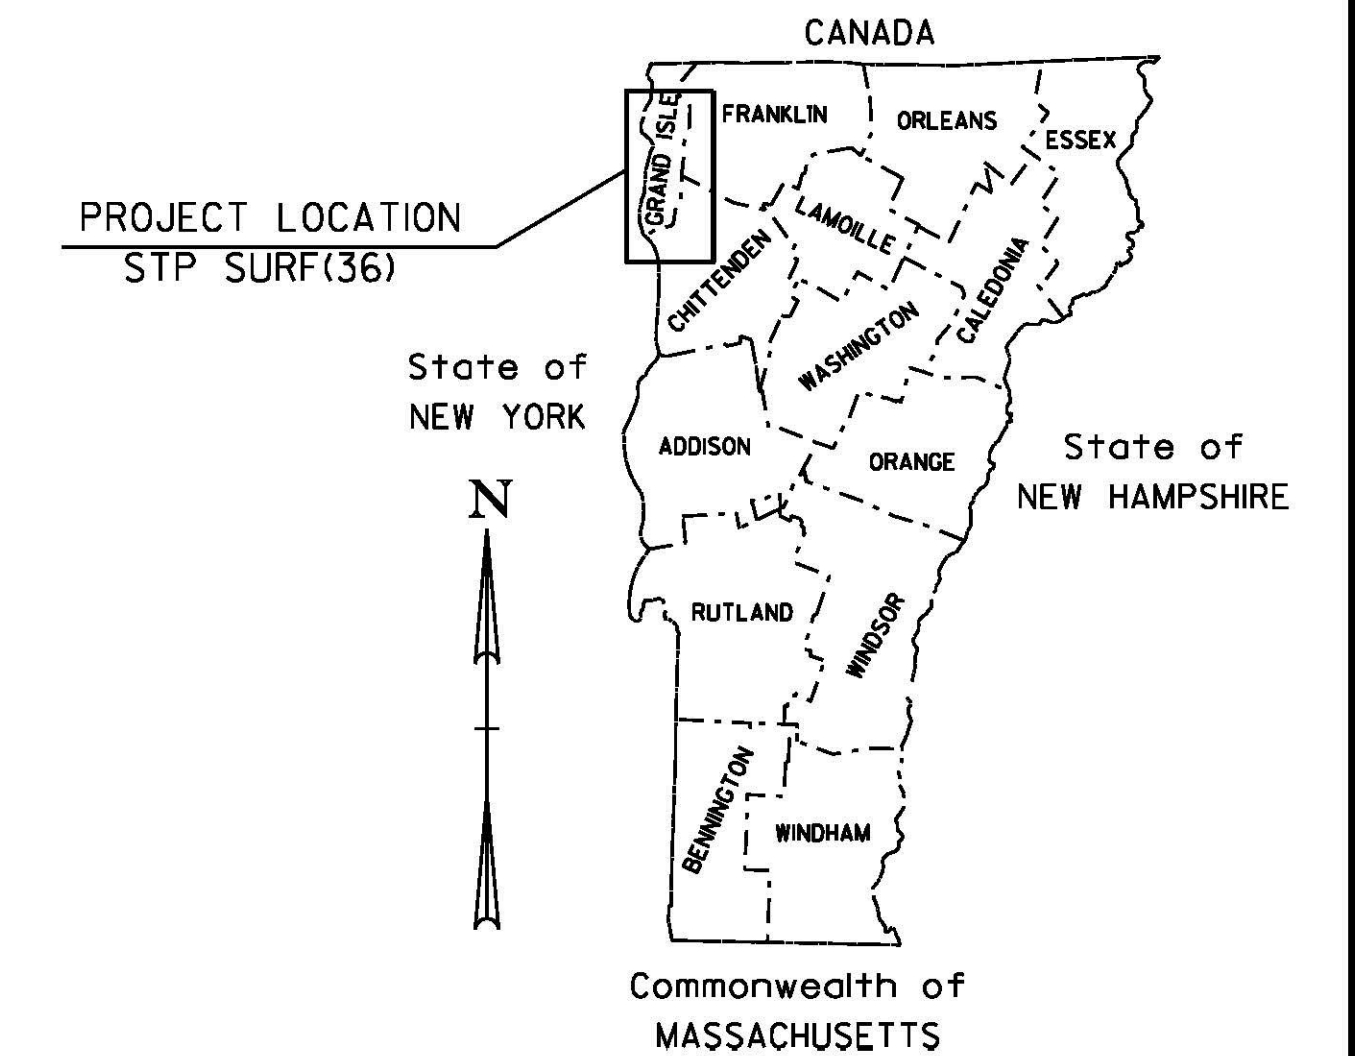 CANADA
GRAND ISLE
FRANKLIN
ORLEANS
ESSEX
PROJECT LOCATION
STP SURF(36)
LAMOILLE
CHITTENDEN
CALEDONIA
WASHINGTON
State of
NEW YORK
ADDISON
ORANGE
State of
NEW HAMPSHIRE
N
RUTLAND
WINDSOR
BENNINGTON
WINDHAM
Commonwealth of
MASSACHUSETTS